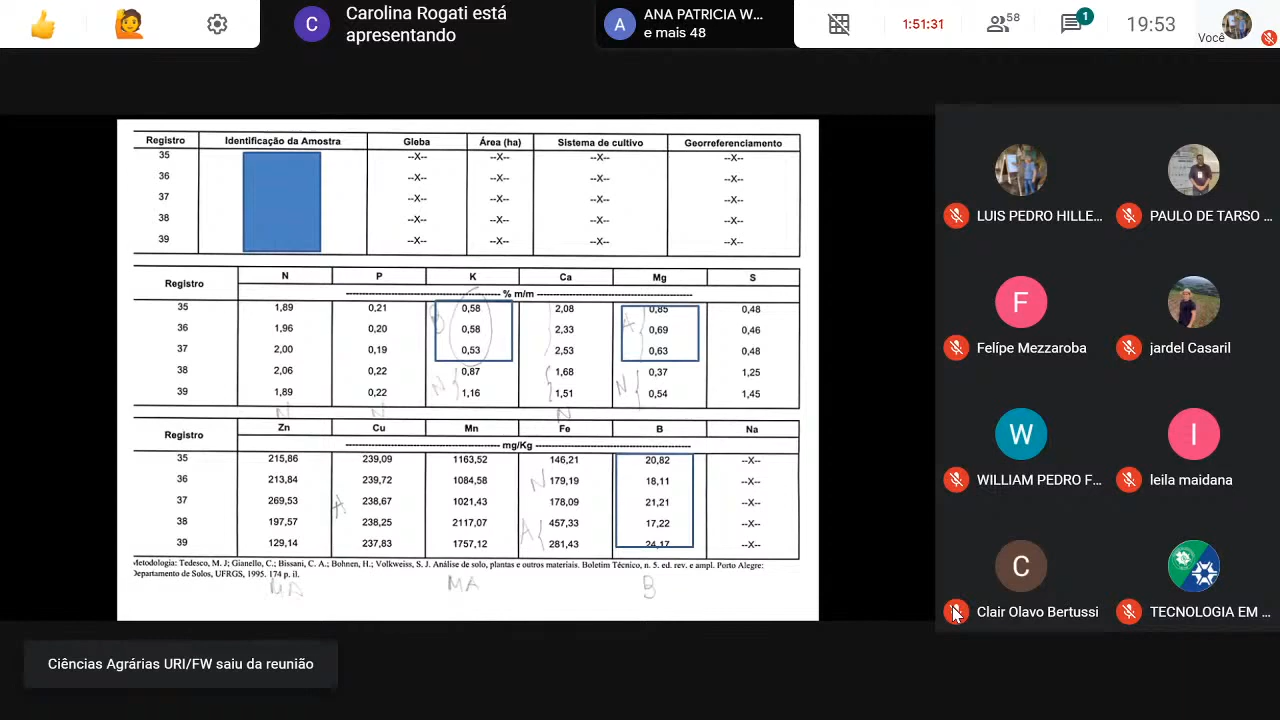 Carolina Rogati está
apresentando
A
ANA PATRICIA W...
e mais 48
1:51:31
58
1
19:53
Você
C
Registro Identificação da Amostra Gleba Área (ha) Sistema de cultivo Georreferenciamento
35 --X-- --X-- --X-- --X--
36 --X-- --X-- --X-- --X--
37 --X-- --X-- --X-- --X--
38 --X-- --X-- --X-- --X--
39 --X-- --X-- --X-- --X--
Registro N P K Ca Mg S
% m/m
35 1,89 0,21 0,58 2,08 0,85 0,48
36 1,96 0,20 0,58 2,33 0,69 0,46
37 2,00 0,19 0,53 2,53 0,63 0,48
38 2,06 0,22 0,87 1,68 0,37 1,25
39 1,89 0,22 1,16 1,51 0,54 1,45
B A
N N
N N N
Registro Zn Cu Mn Fe B Na
mg/Kg
35 215,86 239,09 1163,52 146,21 20,82 --X--
36 213,84 239,72 1084,58 179,19 18,11 --X--
37 269,53 238,67 1021,43 178,09 21,21 --X--
38 197,57 238,25 2117,07 457,33 17,22 --X--
39 129,14 237,83 1757,12 281,43 24,17 --X--
N
A A
Metodologia: Tedesco, M. J; Gianello, C.; Bissani, C. A.; Bohnen, H.; Volkweiss, S. J. Análise de solo, plantas e outros materiais. Boletim Técnico, n. 5. ed. rev. e ampl. Porto Alegre:
Departamento de Solos, UFRGS, 1995. 174 p. il.
MA MA B
LUIS PEDRO HILLE...
PAULO DE TARSO ...
F
Felípe Mezzaroba
jardel Casaril
W
WILLIAM PEDRO F...
I
leila maidana
C
Clair Olavo Bertussi
TECNOLOGIA EM ...
Ciências Agrárias URI/FW saiu da reunião